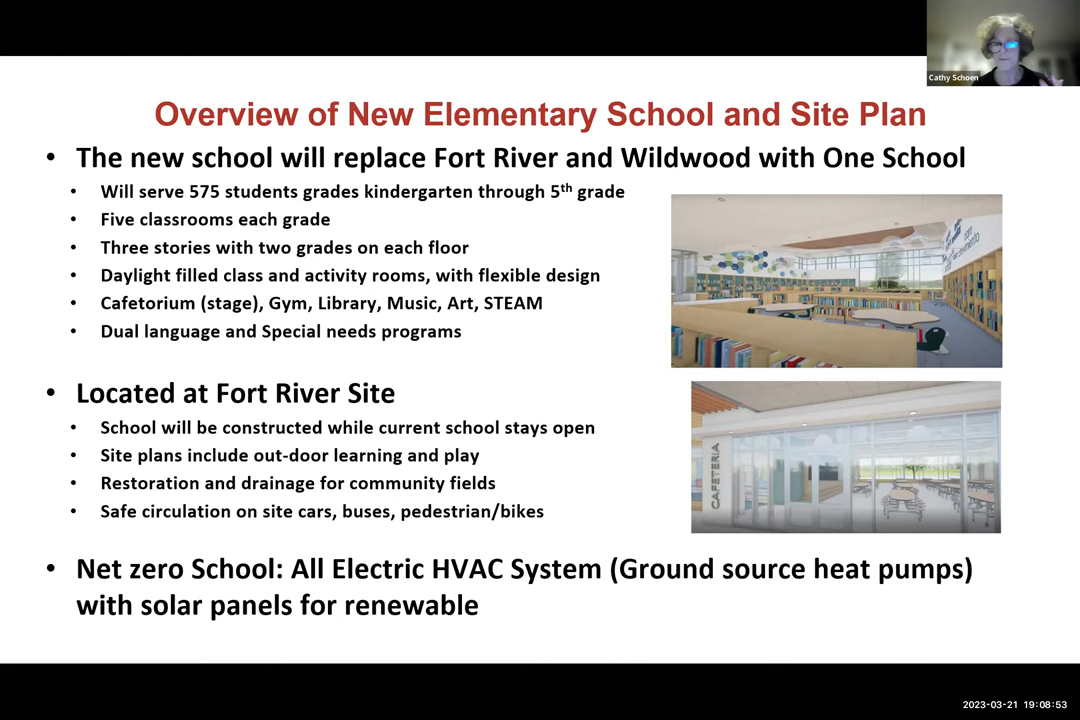 Cathy Schoen
Overview of New Elementary School and Site Plan
• The new school will replace Fort River and Wildwood with One School
• Will serve 575 students grades kindergarten through 5th grade
• Five classrooms each grade
• Three stories with two grades on each floor
• Daylight filled class and activity rooms, with flexible design
• Cafetorium (stage), Gym, Library, Music, Art, STEAM
• Dual language and Special needs programs
• Located at Fort River Site
• School will be constructed while current school stays open
• Site plans include out-door learning and play
• Restoration and drainage for community fields
• Safe circulation on site cars, buses, pedestrian/bikes
CAFETERIA
• Net zero School: All Electric HVAC System (Ground source heat pumps)
with solar panels for renewable
2023-03-21 19:08:53